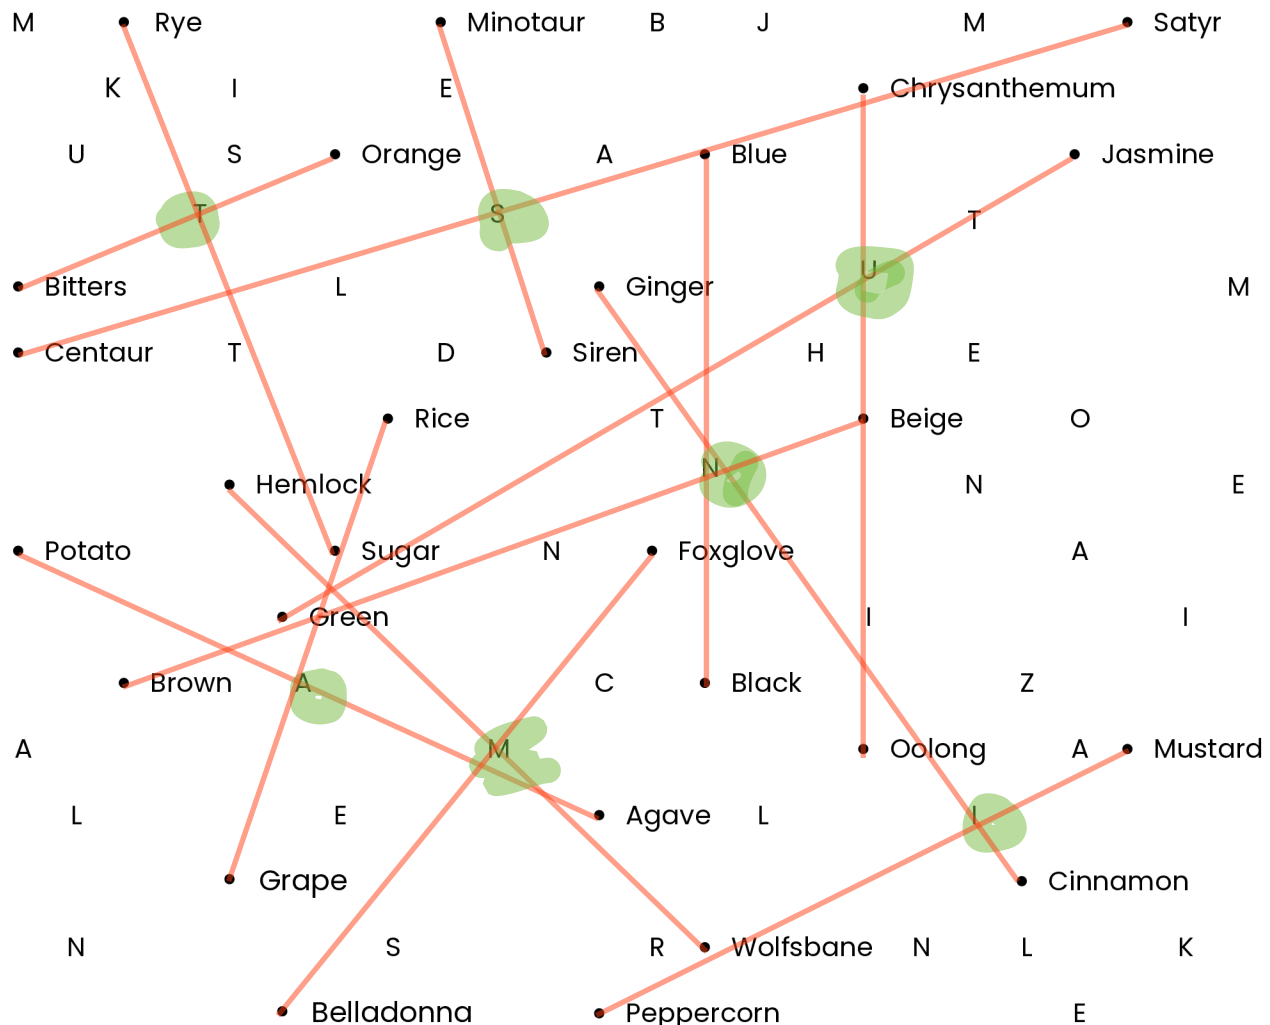 M Rye Minotaur B J M Satyr
K I E Chrysanthemum
U S Orange A Blue Jasmine
T S T
Bitters L Ginger U M
Centaur T D Siren H E
Rice T Beige O
Hemlock N N E
Potato Sugar N Foxglove A
Green I I
Brown A C Black Z
A M Oolong A Mustard
L E Agave L I
Grape Cinnamon
N S R Wolfsbane N L K
Belladonna Peppercorn E